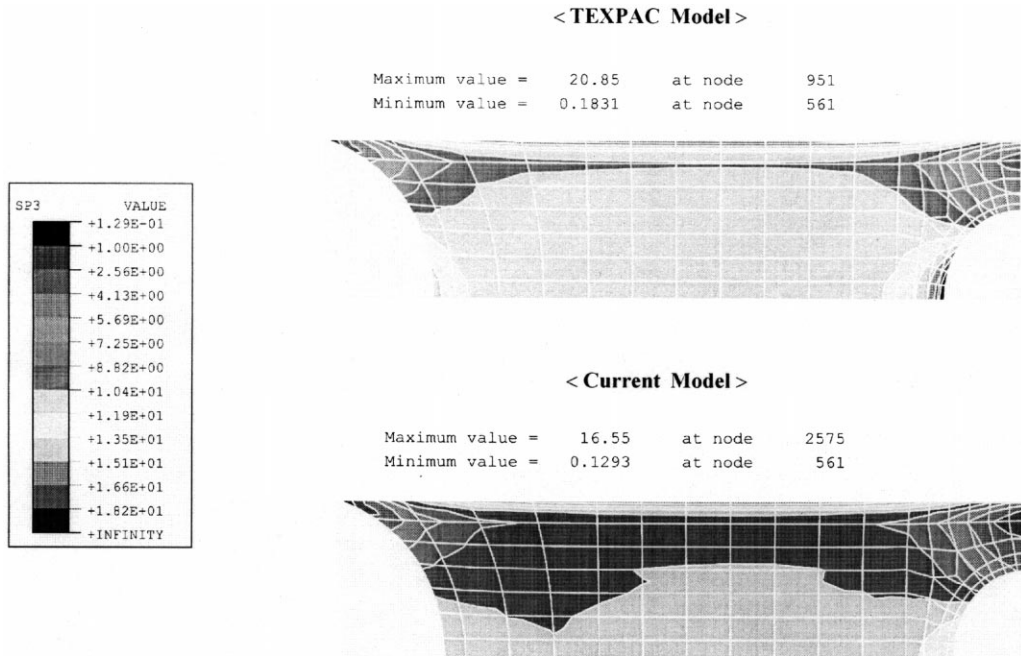 < TEXPAC Model >
Maximum value = 20.85 at node 951
Minimum value = 0.1831 at node 561
SP3 VALUE
+1.29E-01
+1.00E+00
+2.56E+00
+4.13E+00
+5.69E+00
+7.25E+00
+8.82E+00
+1.04E+01
+1.19E+01
+1.35E+01
+1.51E+01
+1.66E+01
+1.82E+01
+INFINITY
< Current Model >
Maximum value = 16.55 at node 2575
Minimum value = 0.1293 at node 561